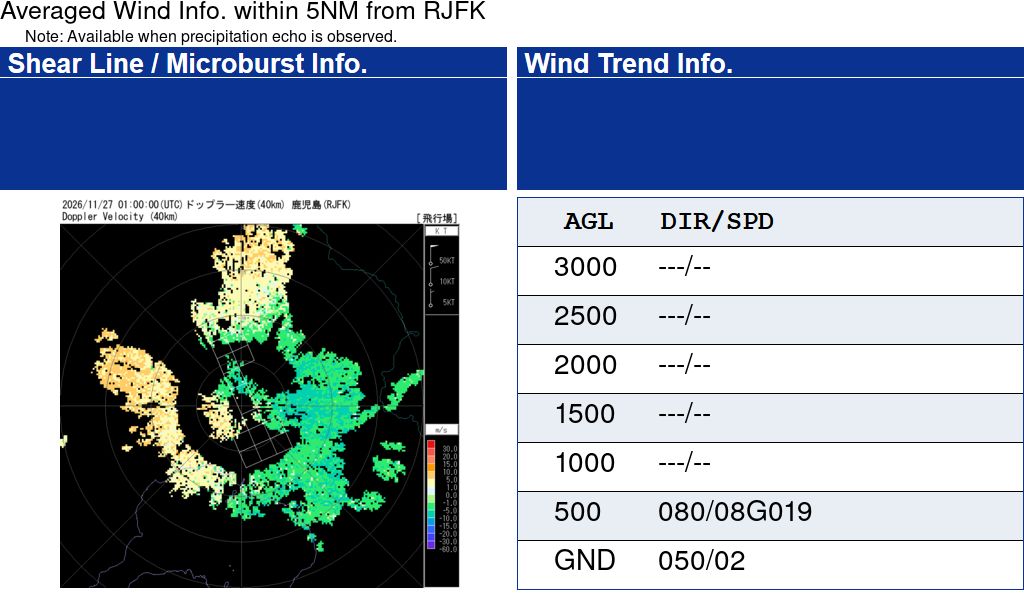 Averaged Wind Info. within 5NM from RJFK
Note: Available when precipitation echo is observed.
Shear Line / Microburst Info.
Wind Trend Info.
2026/11/27 01:00:00(UTC) ドップラー速度(40km) 鹿児島(RJFK)
Doppler Velocity (40km)
[飛行場]
K T
50KT
10KT
5KT
m/s
30.0
20.0
15.0
10.0
5.0
1.0
0.0
-1.0
-5.0
-10.0
-15.0
-20.0
-30.0
-60.0
AGL DIR/SPD
3000 ---/--
2500 ---/--
2000 ---/--
1500 ---/--
1000 ---/--
500 080/08G019
GND 050/02